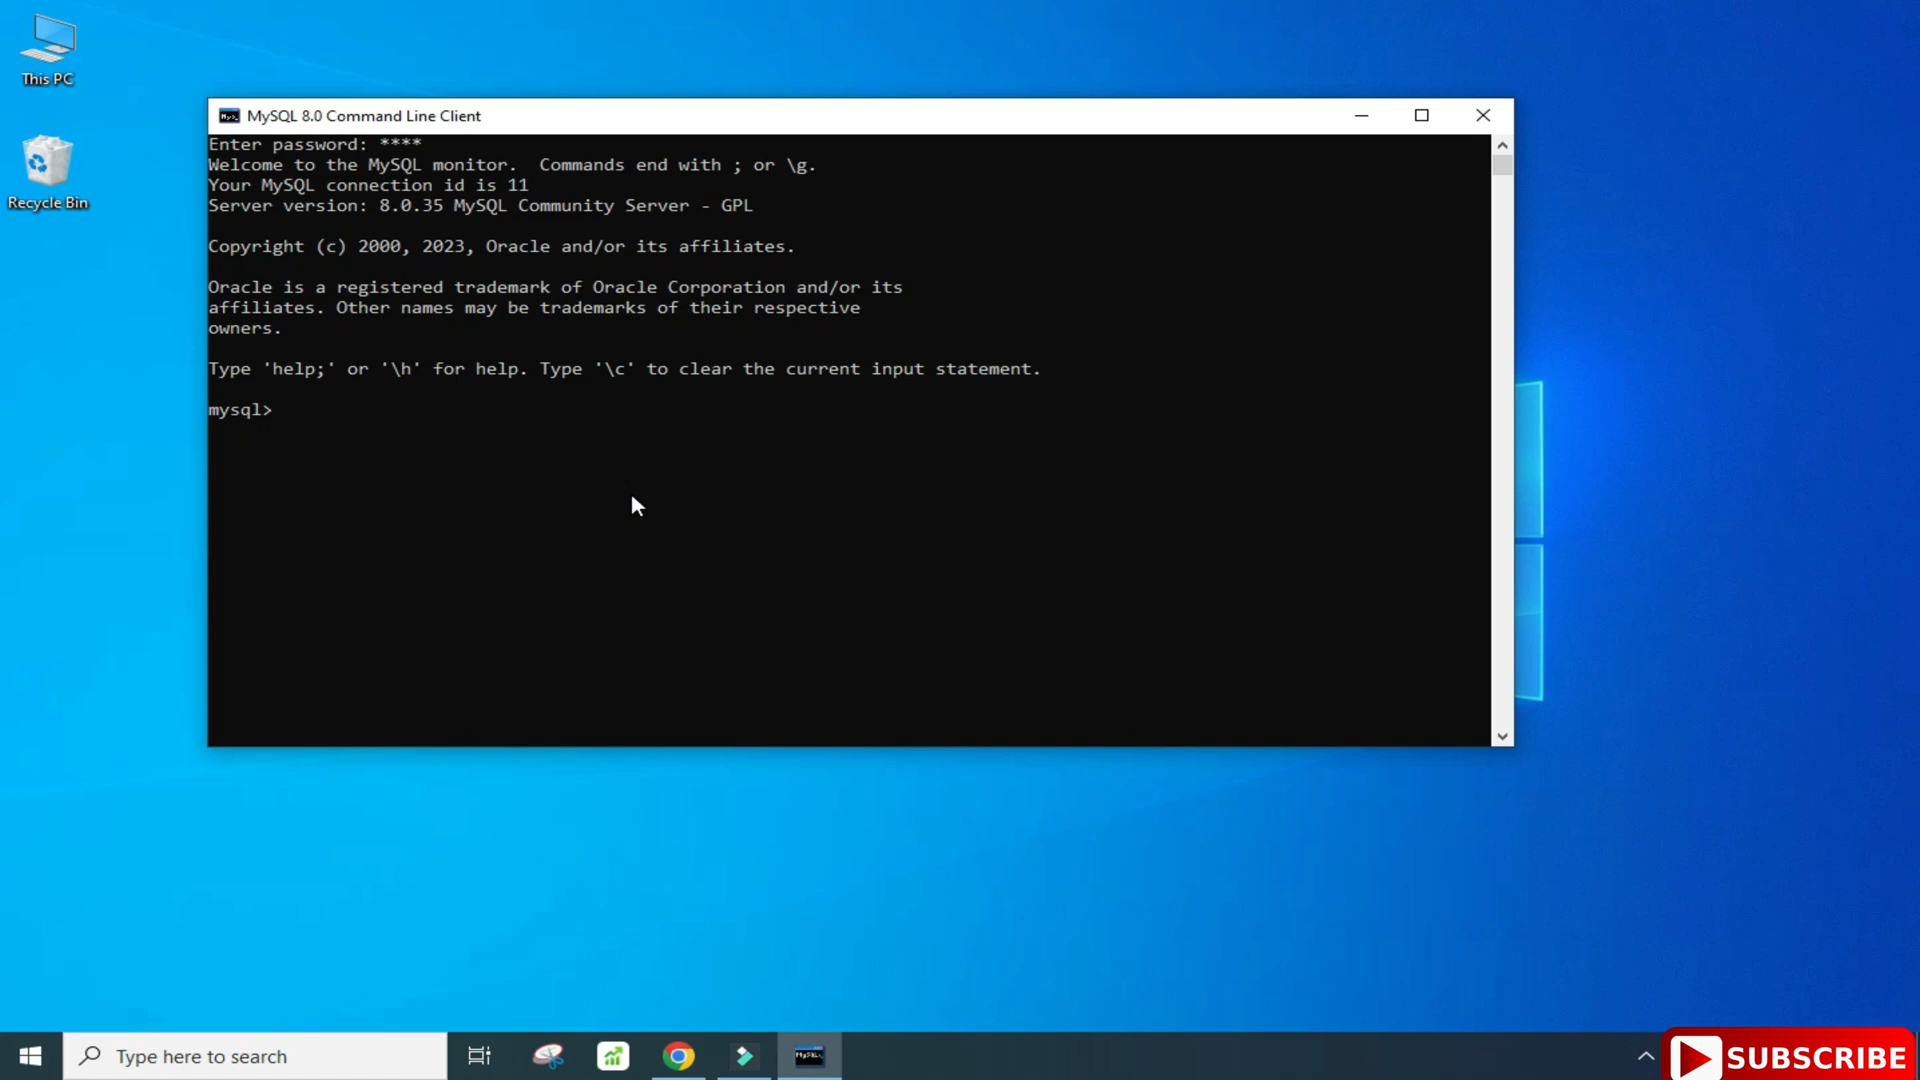 This PC
Recycle Bin
MySQL 8.0 Command Line Client
Enter password: ****
Welcome to the MySQL monitor.  Commands end with ; or \g.
Your MySQL connection id is 11
Server version: 8.0.35 MySQL Community Server - GPL
Copyright (c) 2000, 2023, Oracle and/or its affiliates.
Oracle is a registered trademark of Oracle Corporation and/or its
affiliates. Other names may be trademarks of their respective
owners.
Type 'help;' or '\h' for help. Type '\c' to clear the current input statement.
mysql>
Type here to search
SUBSCRIBE